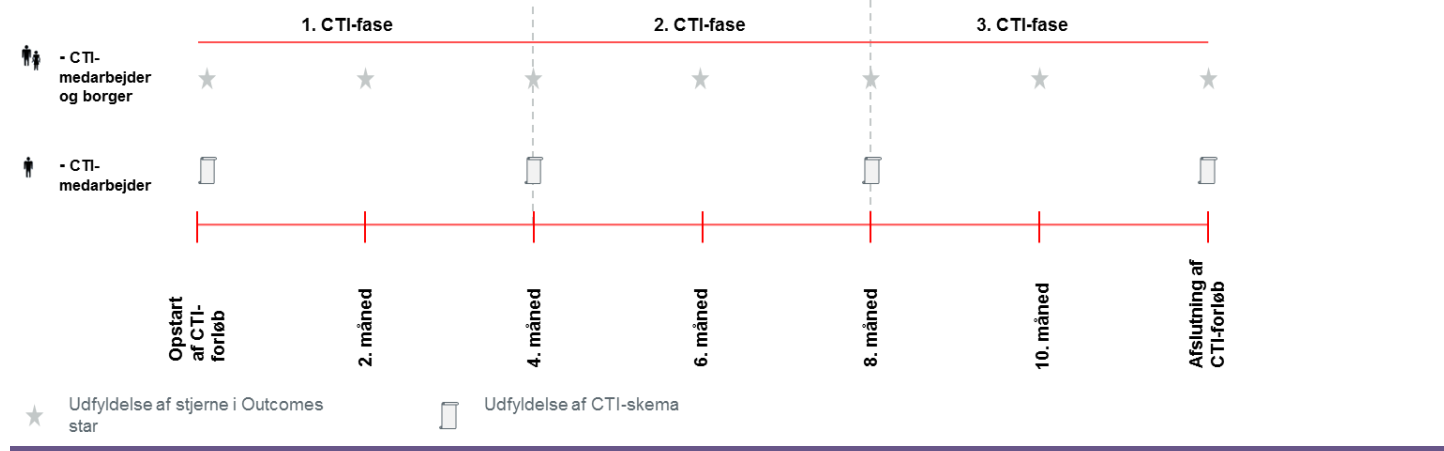 1. CTI-fase
2. CTI-fase
3. CTI-fase
- CTI-
medarbejder
og borger
- CTI-
medarbejder
Opstart
af CTI-
forløb
2. måned
4. måned
6. måned
8. måned
10. måned
Afslutning af
CTI-forløb
Udfyldelse af stjerne i Outcomes
star
Udfyldelse af CTI-skema